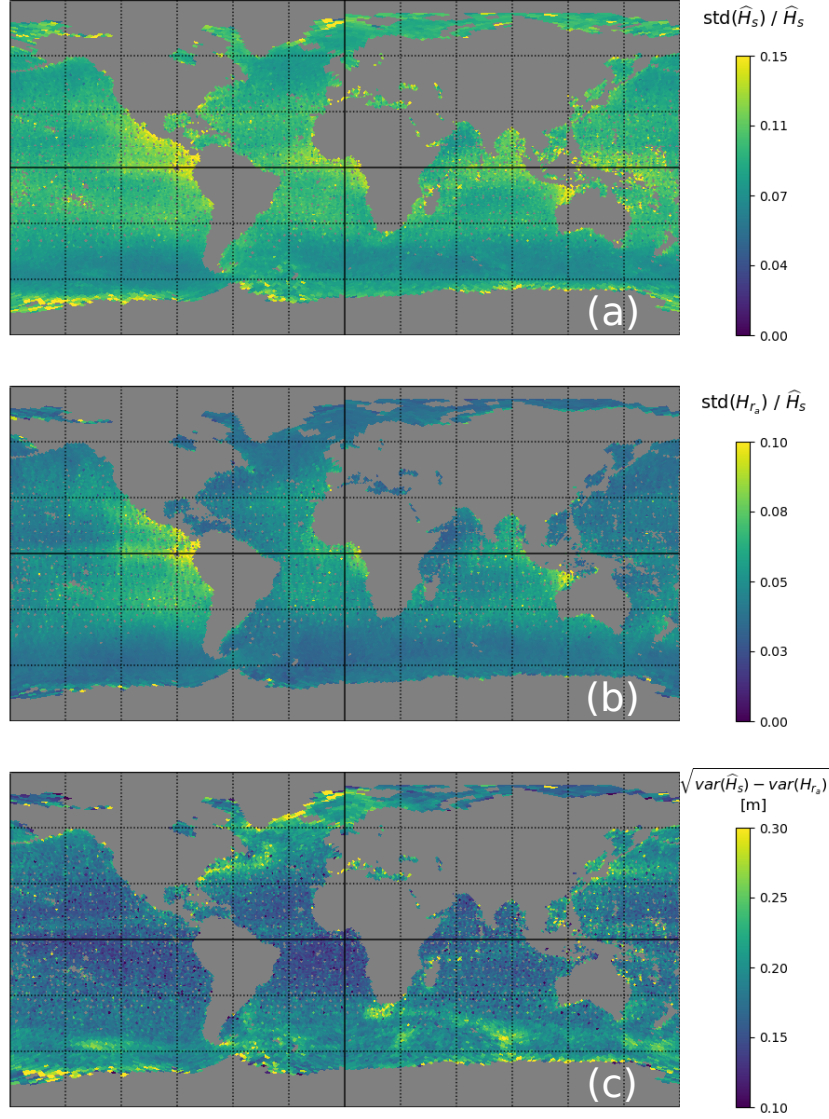 std(Ĥₛ) / Ĥₛ
0.15
0.11
0.07
0.04
0.00
(a)
std(Hᵣₐ) / Ĥₛ
0.10
0.08
0.05
0.03
0.00
(b)
√var(Ĥₛ) − var(Hᵣₐ)
[m]
0.30
0.25
0.20
0.15
0.10
(c)